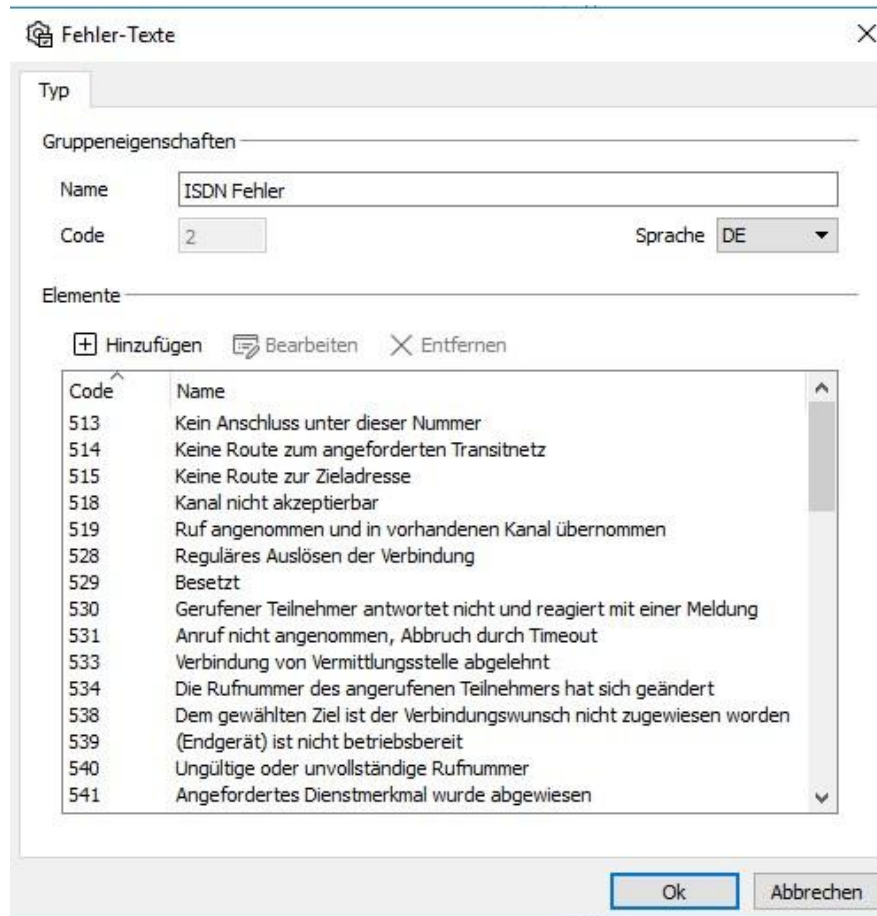 Fehler-Texte
Typ
Gruppeneigenschaften
Name ISDN Fehler
Code 2 Sprache DE
Elemente
Hinzufügen Bearbeiten Entfernen
Code Name
513 Kein Anschluss unter dieser Nummer
514 Keine Route zum angeforderten Transitnetz
515 Keine Route zur Zieladresse
518 Kanal nicht akzeptierbar
519 Ruf angenommen und in vorhandenen Kanal übernommen
528 Reguläres Auslösen der Verbindung
529 Besetzt
530 Gerufener Teilnehmer antwortet nicht und reagiert mit einer Meldung
531 Anruf nicht angenommen, Abbruch durch Timeout
533 Verbindung von Vermittlungsstelle abgelehnt
534 Die Rufnummer des angerufenen Teilnehmers hat sich geändert
538 Dem gewählten Ziel ist der Verbindungswunsch nicht zugewiesen worden
539 (Endgerät) ist nicht betriebsbereit
540 Ungültige oder unvollständige Rufnummer
541 Angefordertes Dienstmerkmal wurde abgewiesen
Ok Abbrechen